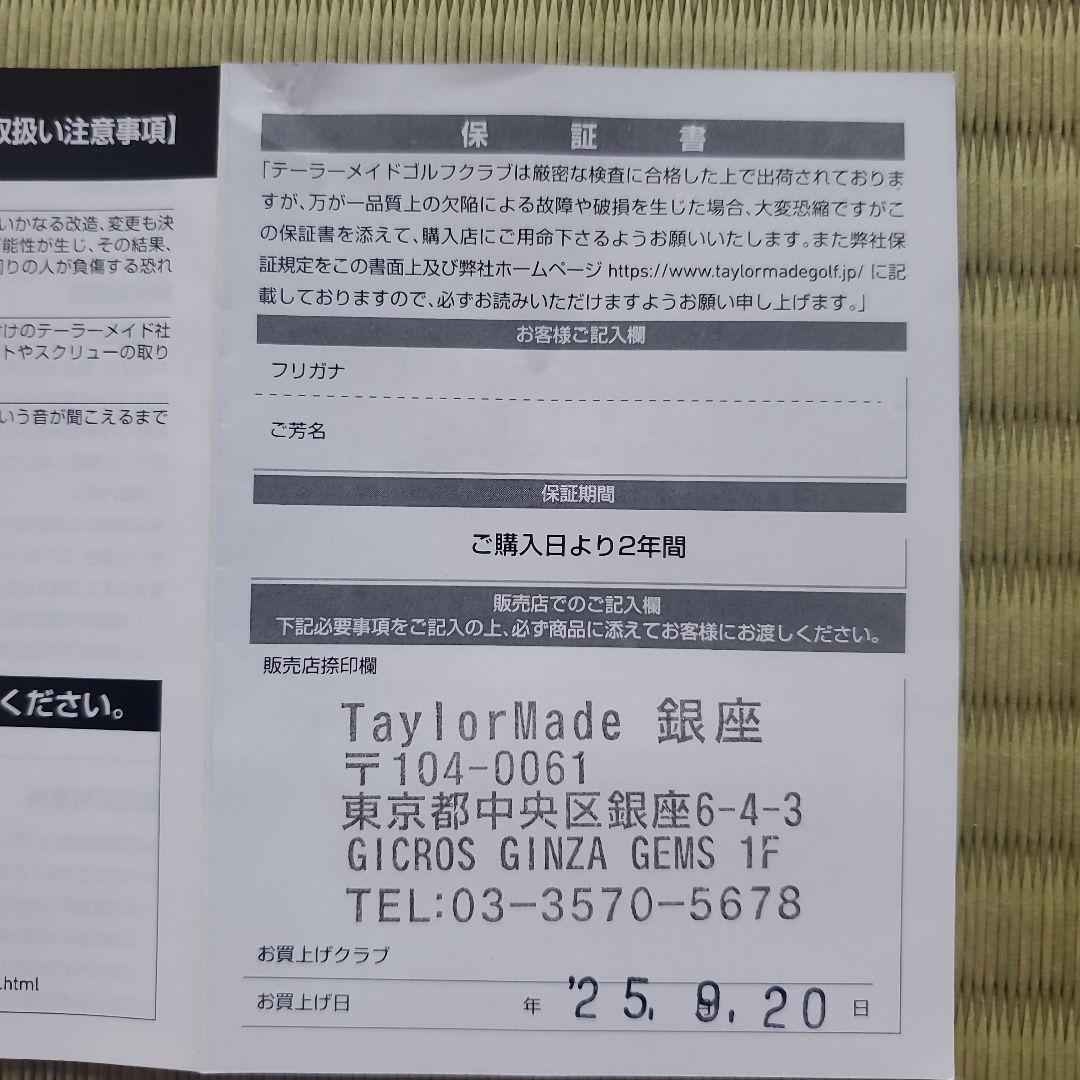 取扱い注意事項】
いかなる改造、変更も決
能性が生じ、その結果、
周りの人が負傷する恐れ
けのテーラーメイド社
トやスクリューの取り
いう音が聞こえるまで
ください。
.html
保証書
「テーラーメイドゴルフクラブは厳密な検査に合格した上で出荷されておりま
すが、万が一品質上の欠陥による故障や破損を生じた場合、大変恐縮ですがこ
の保証書を添えて、購入店にご用命下さるようお願いいたします。また弊社保
証規定をこの書面上及び弊社ホームページ https://www.taylormadegolf.jp/ に記
載しておりますので、必ずお読みいただけますようお願い申し上げます。」
お客様ご記入欄
フリガナ
ご芳名
保証期間
ご購入日より2年間
販売店でのご記入欄
下記必要事項をご記入の上、必ず商品に添えてお客様にお渡しください。
販売店捺印欄
TaylorMade 銀座
〒104-0061
東京都中央区銀座6-4-3
GICROS GINZA GEMS 1F
TEL:03-3570-5678
お買上げクラブ
お買上げ日 年 '25. 9. 20 日